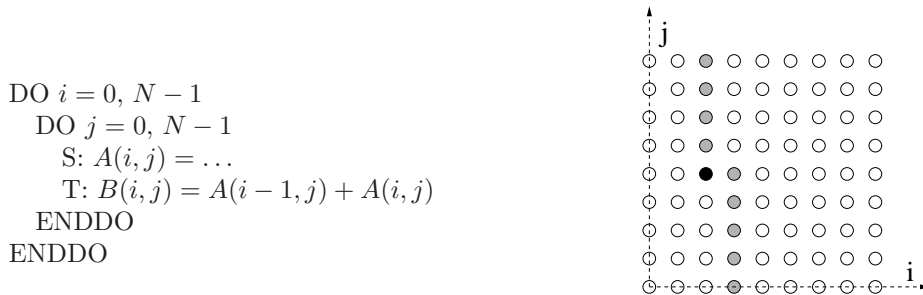 DO i = 0, N − 1
DO j = 0, N − 1
S: A(i, j) = . . .
T: B(i, j) = A(i − 1, j) + A(i, j)
ENDDO
ENDDO
j
i